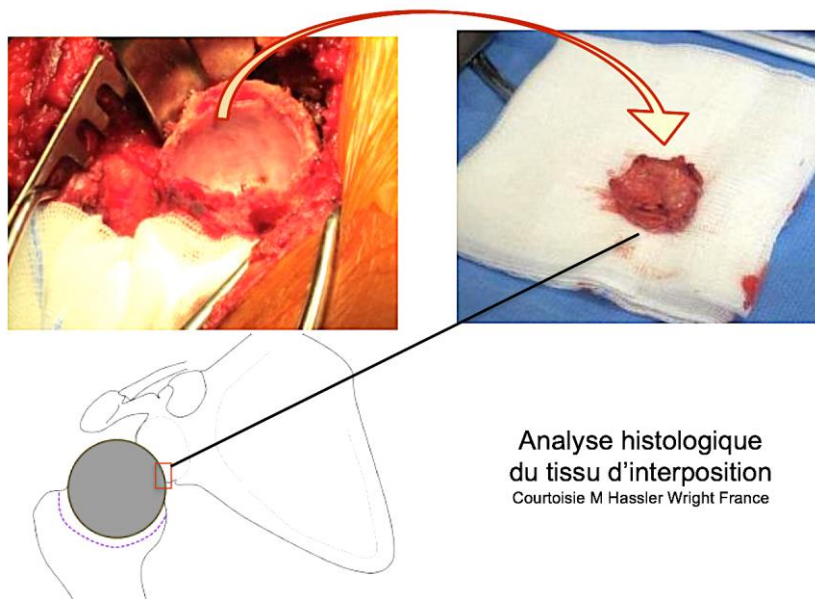 Analyse histologique
du tissu d'interposition
Courtoisie M Hassler Wright France